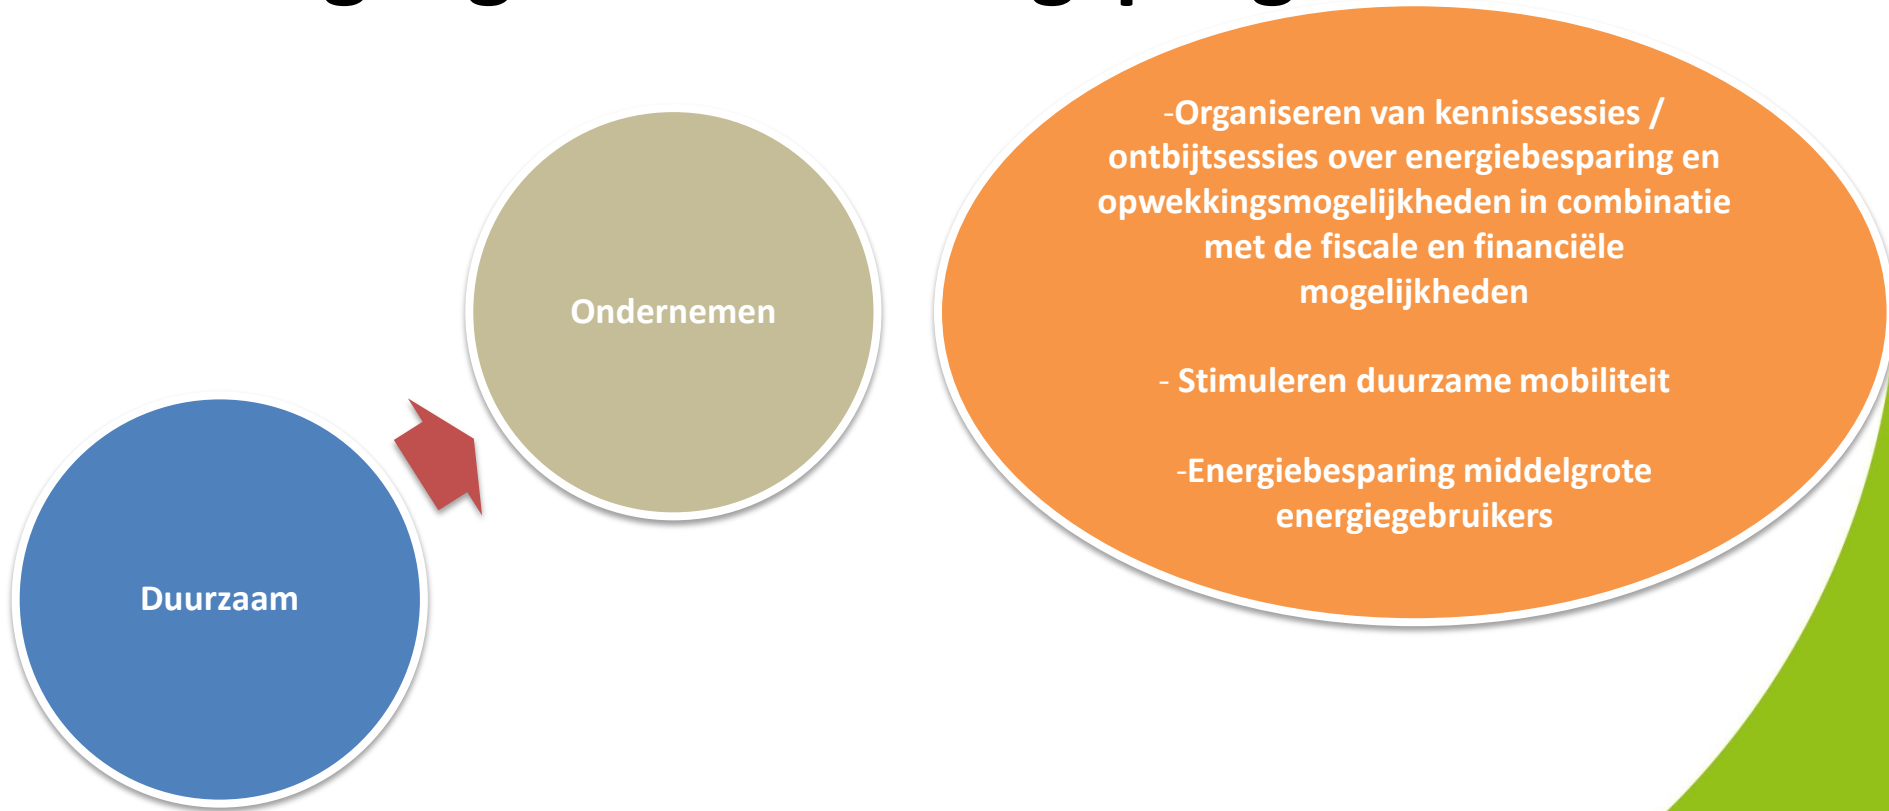 Duurzaam
Ondernemen
-Organiseren van kennissessies /
ontbijtsessies over energiebesparing en
opwekkingsmogelijkheden in combinatie
met de fiscale en financiële
mogelijkheden
- Stimuleren duurzame mobiliteit
-Energiebesparing middelgrote
energiegebruikers